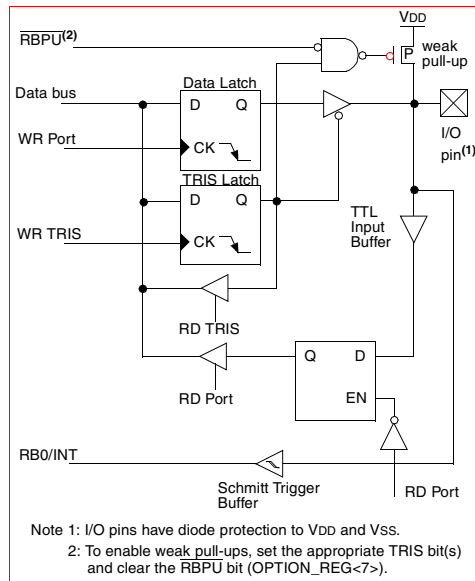 VDD
RBPU(2)
P
weak
pull-up
Data Latch
Data bus
D
Q
I/O
pin(1)
WR Port
CK
TRIS Latch
D
Q
WR TRIS
CK
TTL
Input
Buffer
RD TRIS
Q
D
RD Port
EN
RB0/INT
Schmitt Trigger
Buffer
RD Port
Note 1: I/O pins have diode protection to VDD and VSS.
2: To enable weak pull-ups, set the appropriate TRIS bit(s)
and clear the RBPU bit (OPTION_REG<7>).